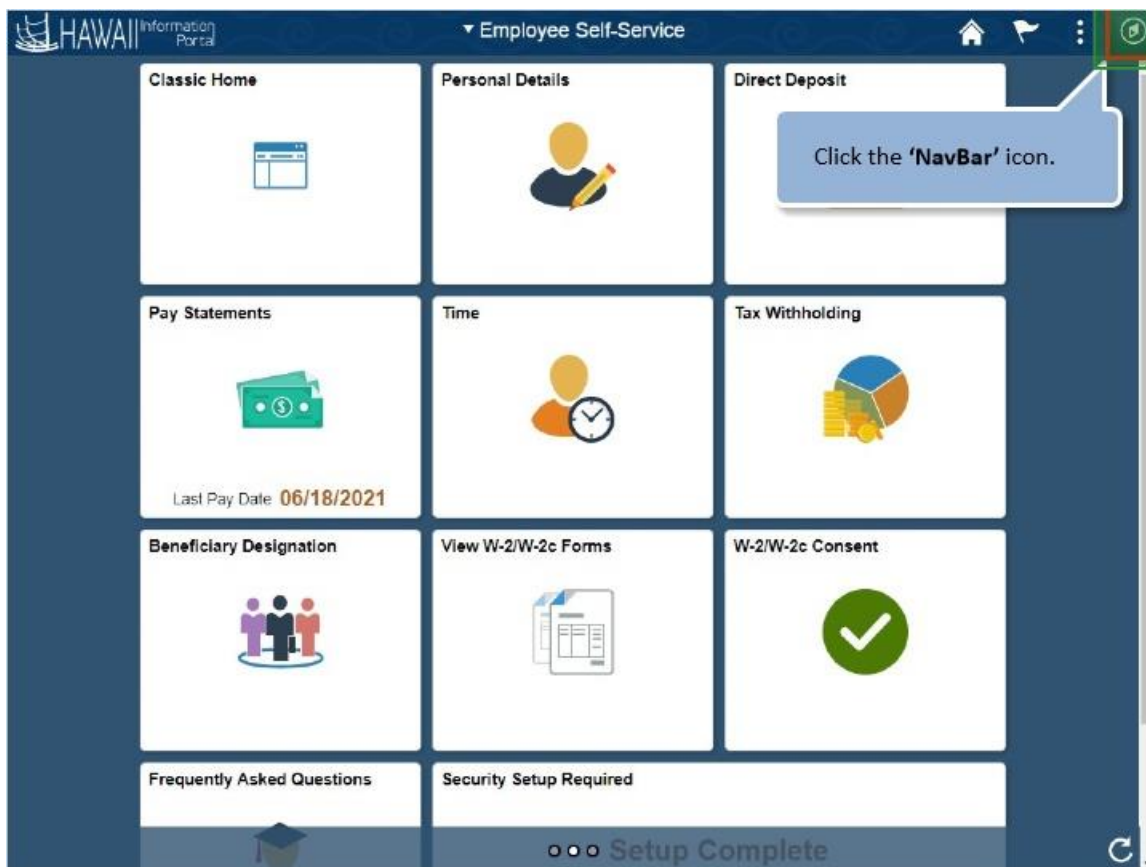 HAWAII Information Portal
Employee Self-Service
Classic Home
Personal Details
Direct Deposit
Click the ‘NavBar’ icon.
Pay Statements
Time
Tax Withholding
Last Pay Date 06/18/2021
Beneficiary Designation
View W-2/W-2c Forms
W-2/W-2c Consent
Frequently Asked Questions
Security Setup Required
Setup Complete